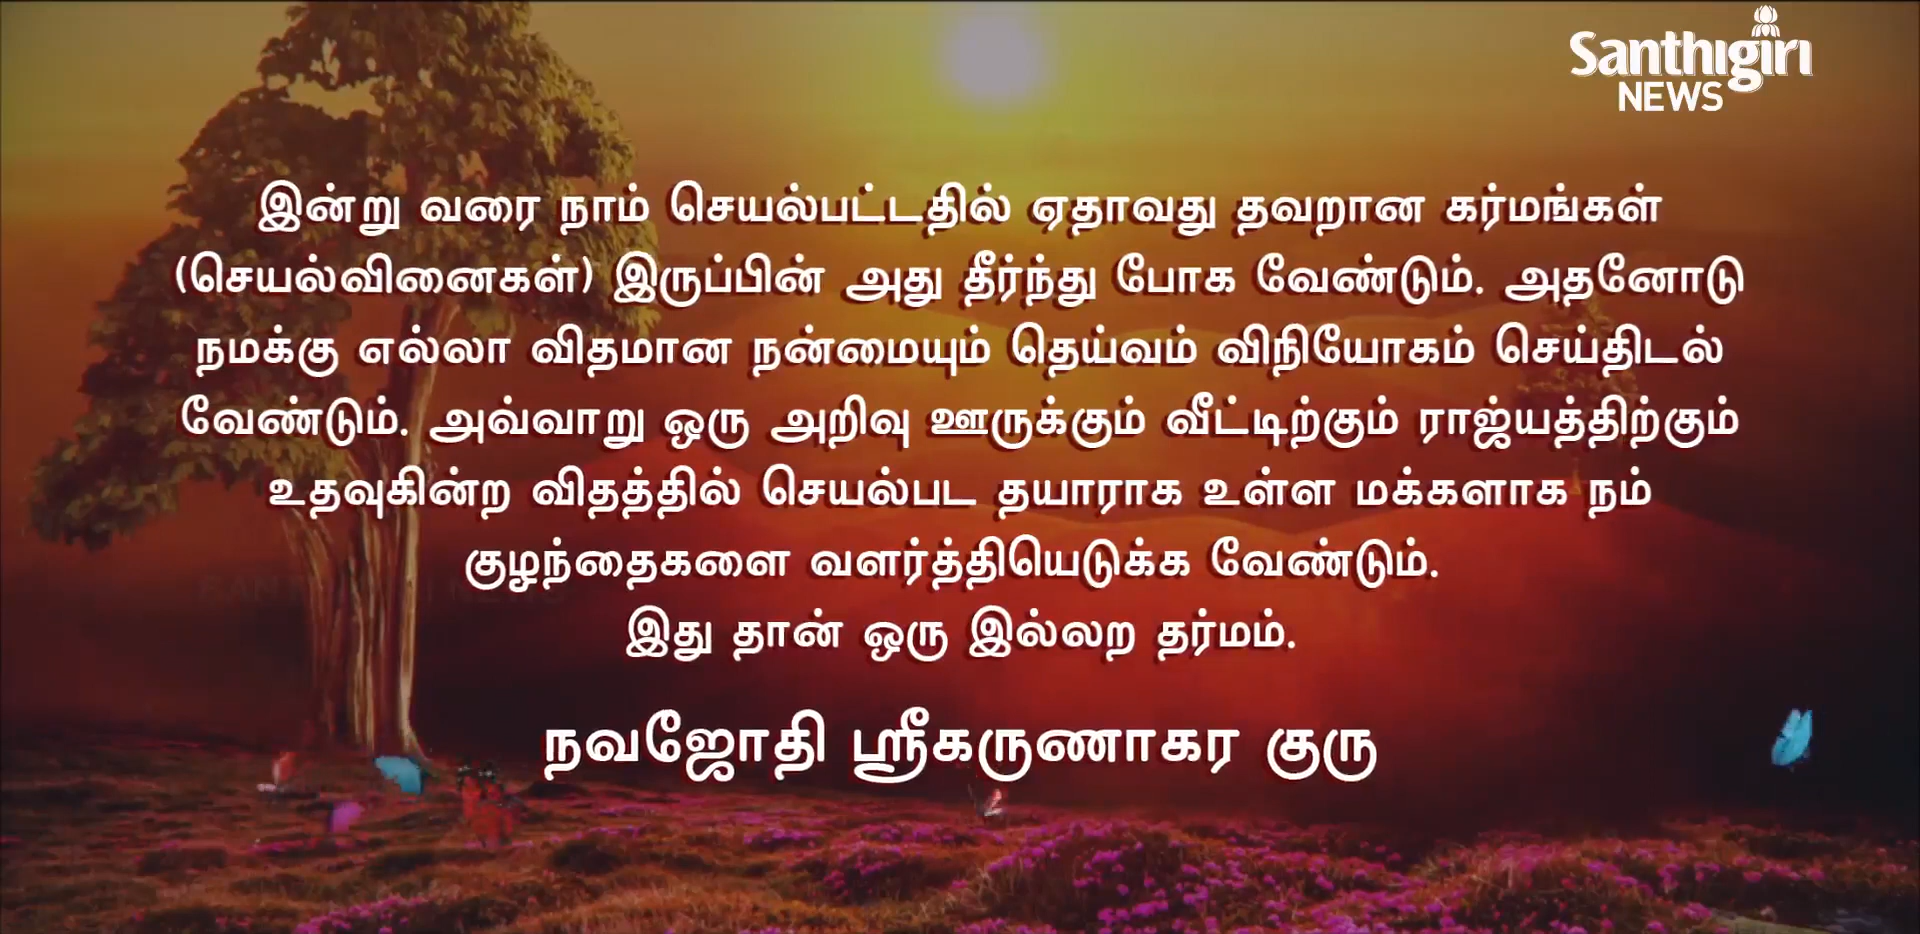 Santhigiri
NEWS
இன்று வரை நாம் செயல்பட்டதில் ஏதாவது தவறான கர்மங்கள்
(செயல்வினைகள்) இருப்பின் அது தீர்ந்து போக வேண்டும். அதனோடு
நமக்கு எல்லா விதமான நன்மையும் தெய்வம் விநியோகம் செய்திடல்
வேண்டும். அவ்வாறு ஒரு அறிவு ஊருக்கும் வீட்டிற்கும் ராஜ்யத்திற்கும்
உதவுகின்ற விதத்தில் செயல்பட தயாராக உள்ள மக்களாக நம்
குழந்தைகளை வளர்த்தியெடுக்க வேண்டும்.
இது தான் ஒரு இல்லற தர்மம்.
நவஜோதி ஸ்ரீகருணாகர குரு